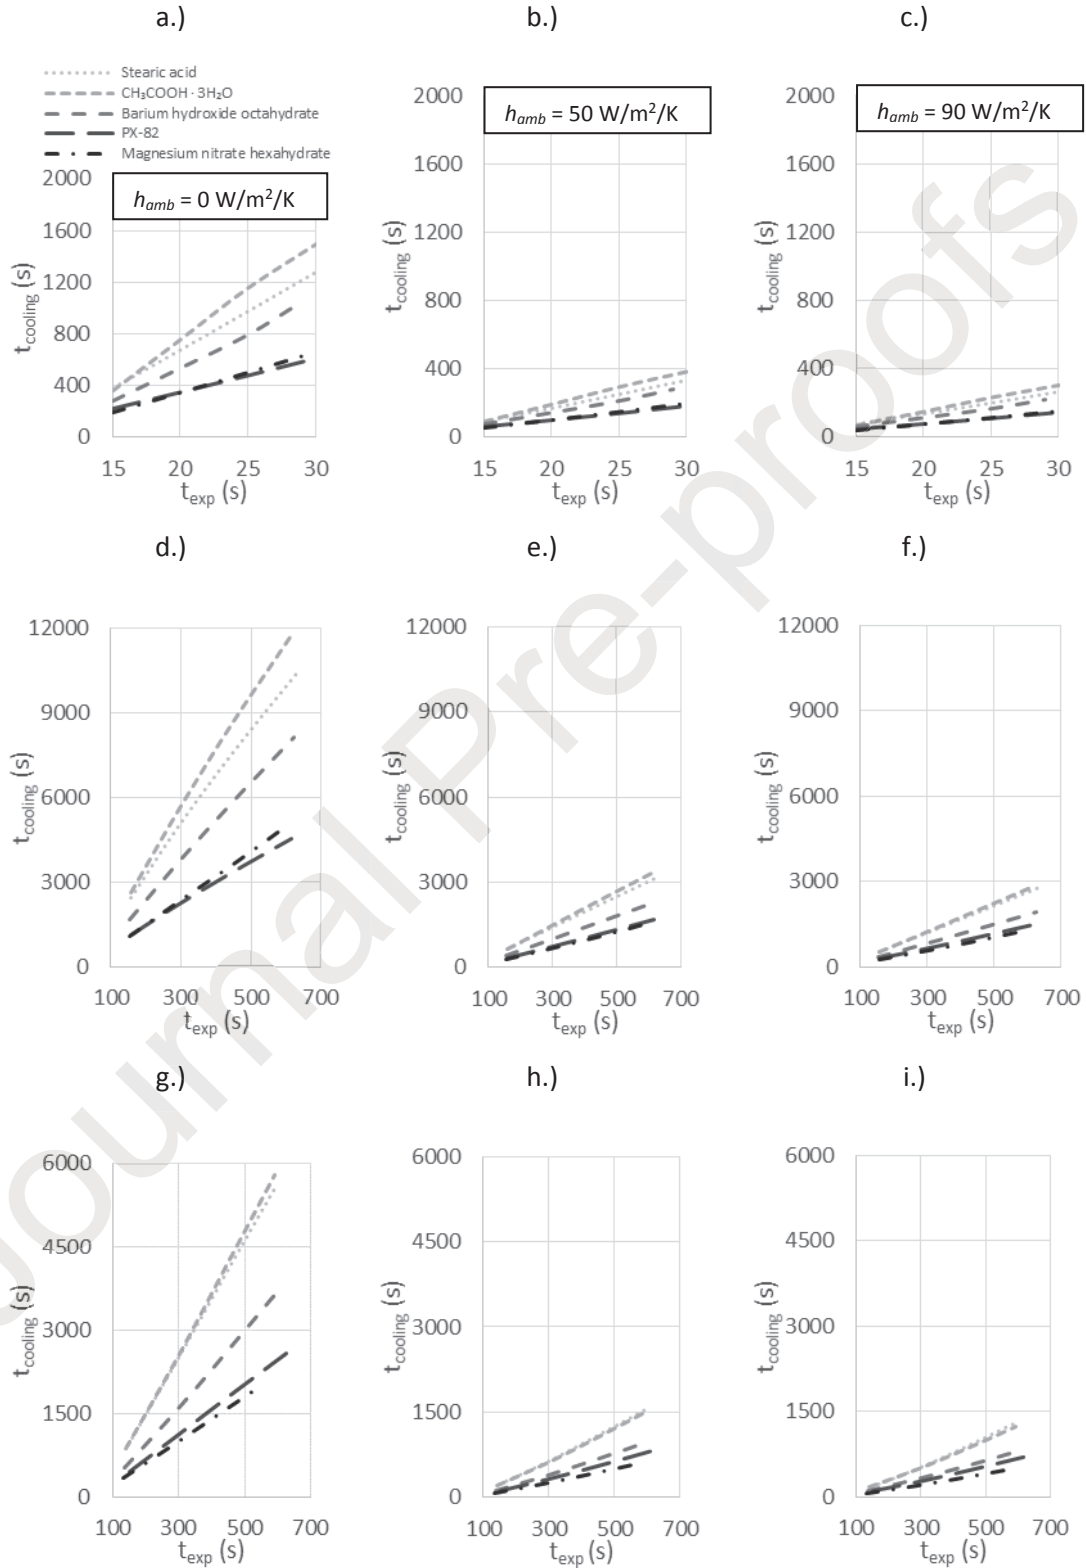 a.)
b.)
c.)
Stearic acid
CH₃COOH · 3H₂O
Barium hydroxide octahydrate
PX-82
Magnesium nitrate hexahydrate
h_amb = 0 W/m²/K
2000
1600
1200
800
400
0
15 20 25 30
t_cooling (s)
t_exp (s)
h_amb = 50 W/m²/K
2000
1600
1200
800
400
0
15 20 25 30
t_cooling (s)
t_exp (s)
h_amb = 90 W/m²/K
2000
1600
1200
800
400
0
15 20 25 30
t_cooling (s)
t_exp (s)
d.)
e.)
f.)
12000
9000
6000
3000
0
100 300 500 700
t_cooling (s)
t_exp (s)
12000
9000
6000
3000
0
100 300 500 700
t_cooling (s)
t_exp (s)
12000
9000
6000
3000
0
100 300 500 700
t_cooling (s)
t_exp (s)
g.)
h.)
i.)
6000
4500
3000
1500
0
100 300 500 700
t_cooling (s)
t_exp (s)
6000
4500
3000
1500
0
100 300 500 700
t_cooling (s)
t_exp (s)
6000
4500
3000
1500
0
100 300 500 700
t_cooling (s)
t_exp (s)
Journal Pre-proofs